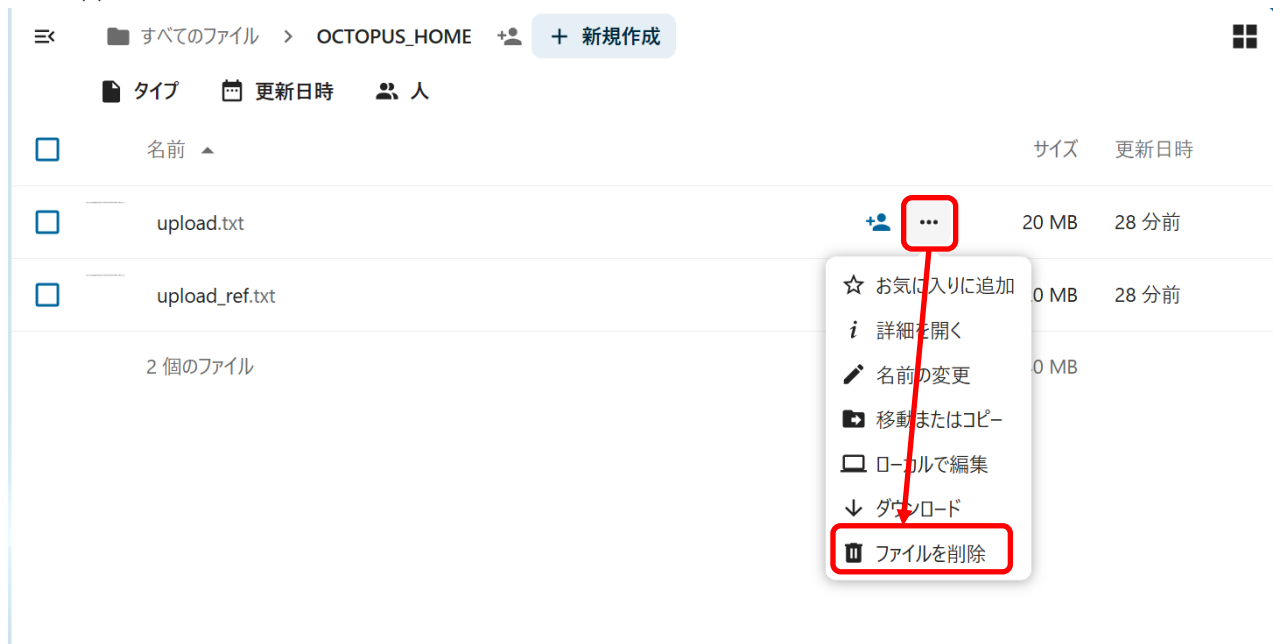 すべてのファイル > OCTOPUS_HOME + 新規作成
タイプ 更新日時 人
名前 サイズ 更新日時
upload.txt ... 20 MB 28 分前
upload_ref.txt 0 MB 28 分前
2 個のファイル 0 MB
お気に入りに追加
詳細を開く
名前の変更
移動またはコピー
ローカルで編集
ダウンロード
ファイルを削除